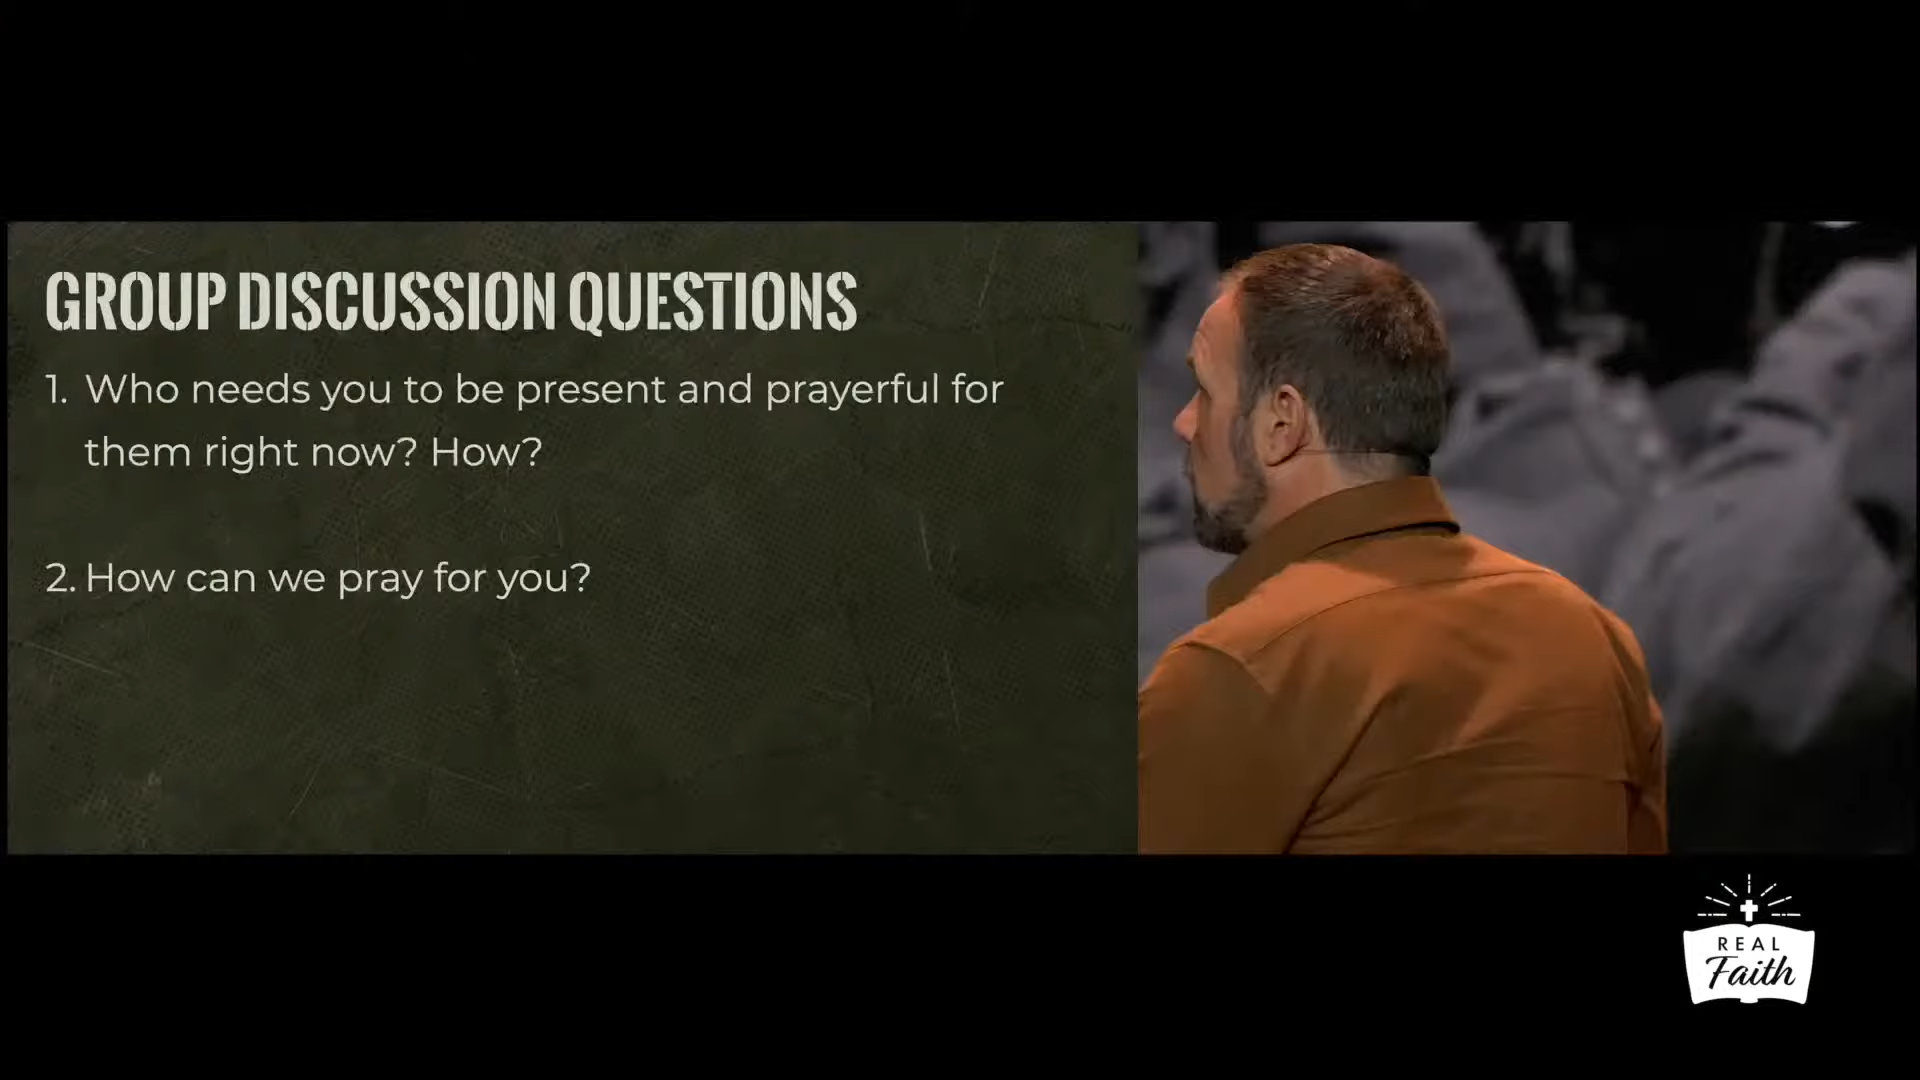 GROUP DISCUSSION QUESTIONS
1. Who needs you to be present and prayerful for
them right now? How?
2. How can we pray for you?
REAL
Faith